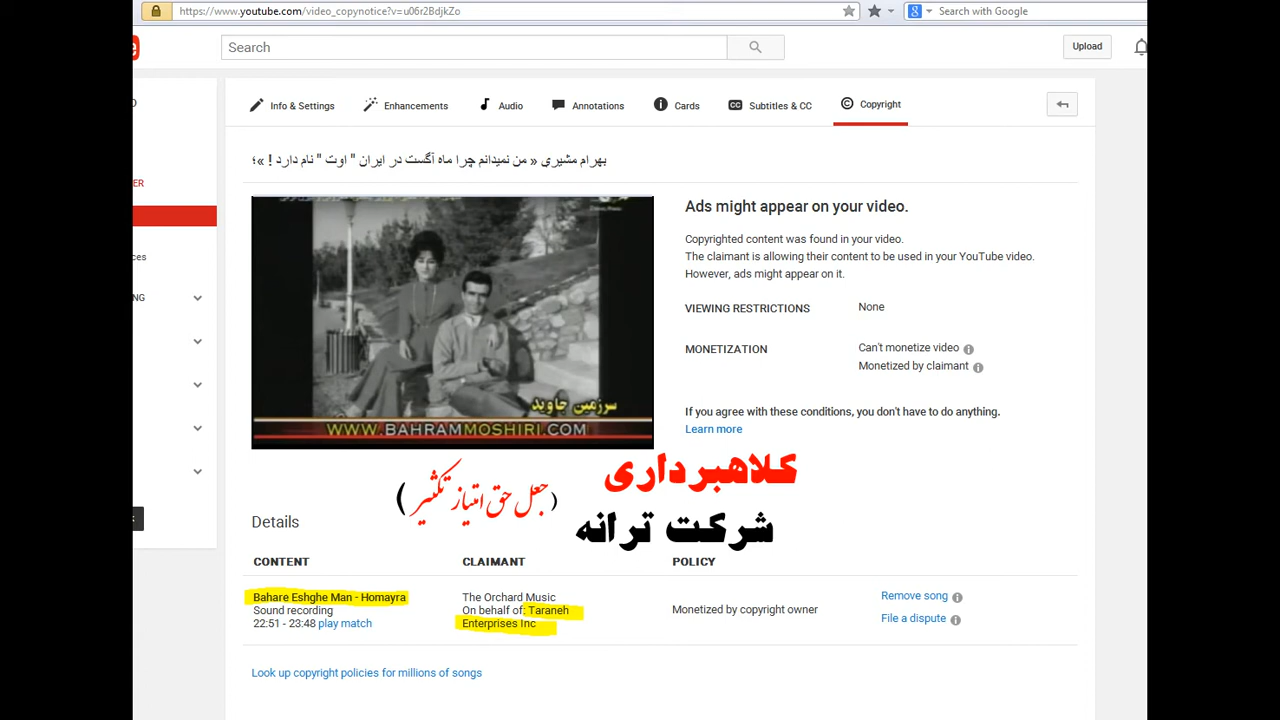 https://www.youtube.com/video_copynotice?v=u06r2BdjkZo
Search with Google
Search
Upload
Info & Settings
Enhancements
Audio
Annotations
Cards
CC Subtitles & CC
Copyright
بهرام مشیری « من نمیدانم چرا ماه آگست در ایران " اوت " نام دارد ! »؛
سرزمین جاوید
WWW.BAHRAMMOSHIRI.COM
Ads might appear on your video.
Copyrighted content was found in your video.
The claimant is allowing their content to be used in your YouTube video.
However, ads might appear on it.
VIEWING RESTRICTIONS
None
MONETIZATION
Can't monetize video
Monetized by claimant
If you agree with these conditions, you don't have to do anything.
Learn more
کلاهبرداری
(جعل حق امتیاز تکثیر)
شرکت ترانه
Details
CONTENT
CLAIMANT
POLICY
Bahare Eshghe Man - Homayra
Sound recording
22:51 - 23:48 play match
The Orchard Music
On behalf of: Taraneh
Enterprises Inc
Monetized by copyright owner
Remove song
File a dispute
Look up copyright policies for millions of songs